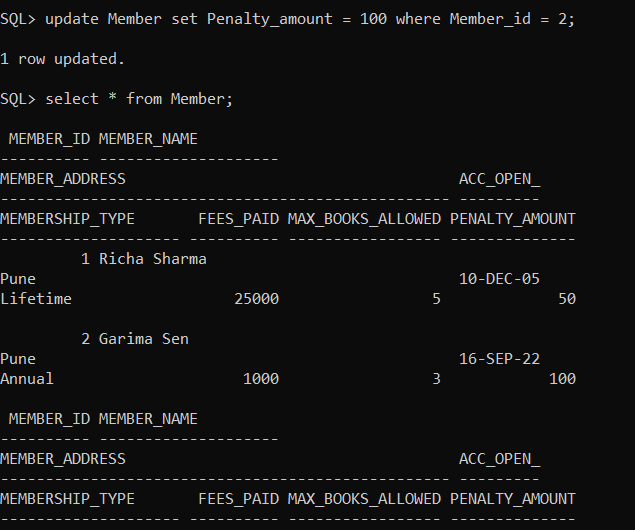 SQL> update Member set Penalty_amount = 100 where Member_id = 2;
1 row updated.
SQL> select * from Member;
 MEMBER_ID MEMBER_NAME
---------- --------------------
MEMBER_ADDRESS                                     ACC_OPEN_
-------------------------------------------------- ---------
MEMBERSHIP_TYPE       FEES_PAID MAX_BOOKS_ALLOWED PENALTY_AMOUNT
-------------------- ---------- ----------------- --------------
         1 Richa Sharma
Pune                                               10-DEC-05
Lifetime                  25000                 5             50
         2 Garima Sen
Pune                                               16-SEP-22
Annual                     1000                 3            100
 MEMBER_ID MEMBER_NAME
---------- --------------------
MEMBER_ADDRESS                                     ACC_OPEN_
-------------------------------------------------- ---------
MEMBERSHIP_TYPE       FEES_PAID MAX_BOOKS_ALLOWED PENALTY_AMOUNT
-------------------- ---------- ----------------- --------------